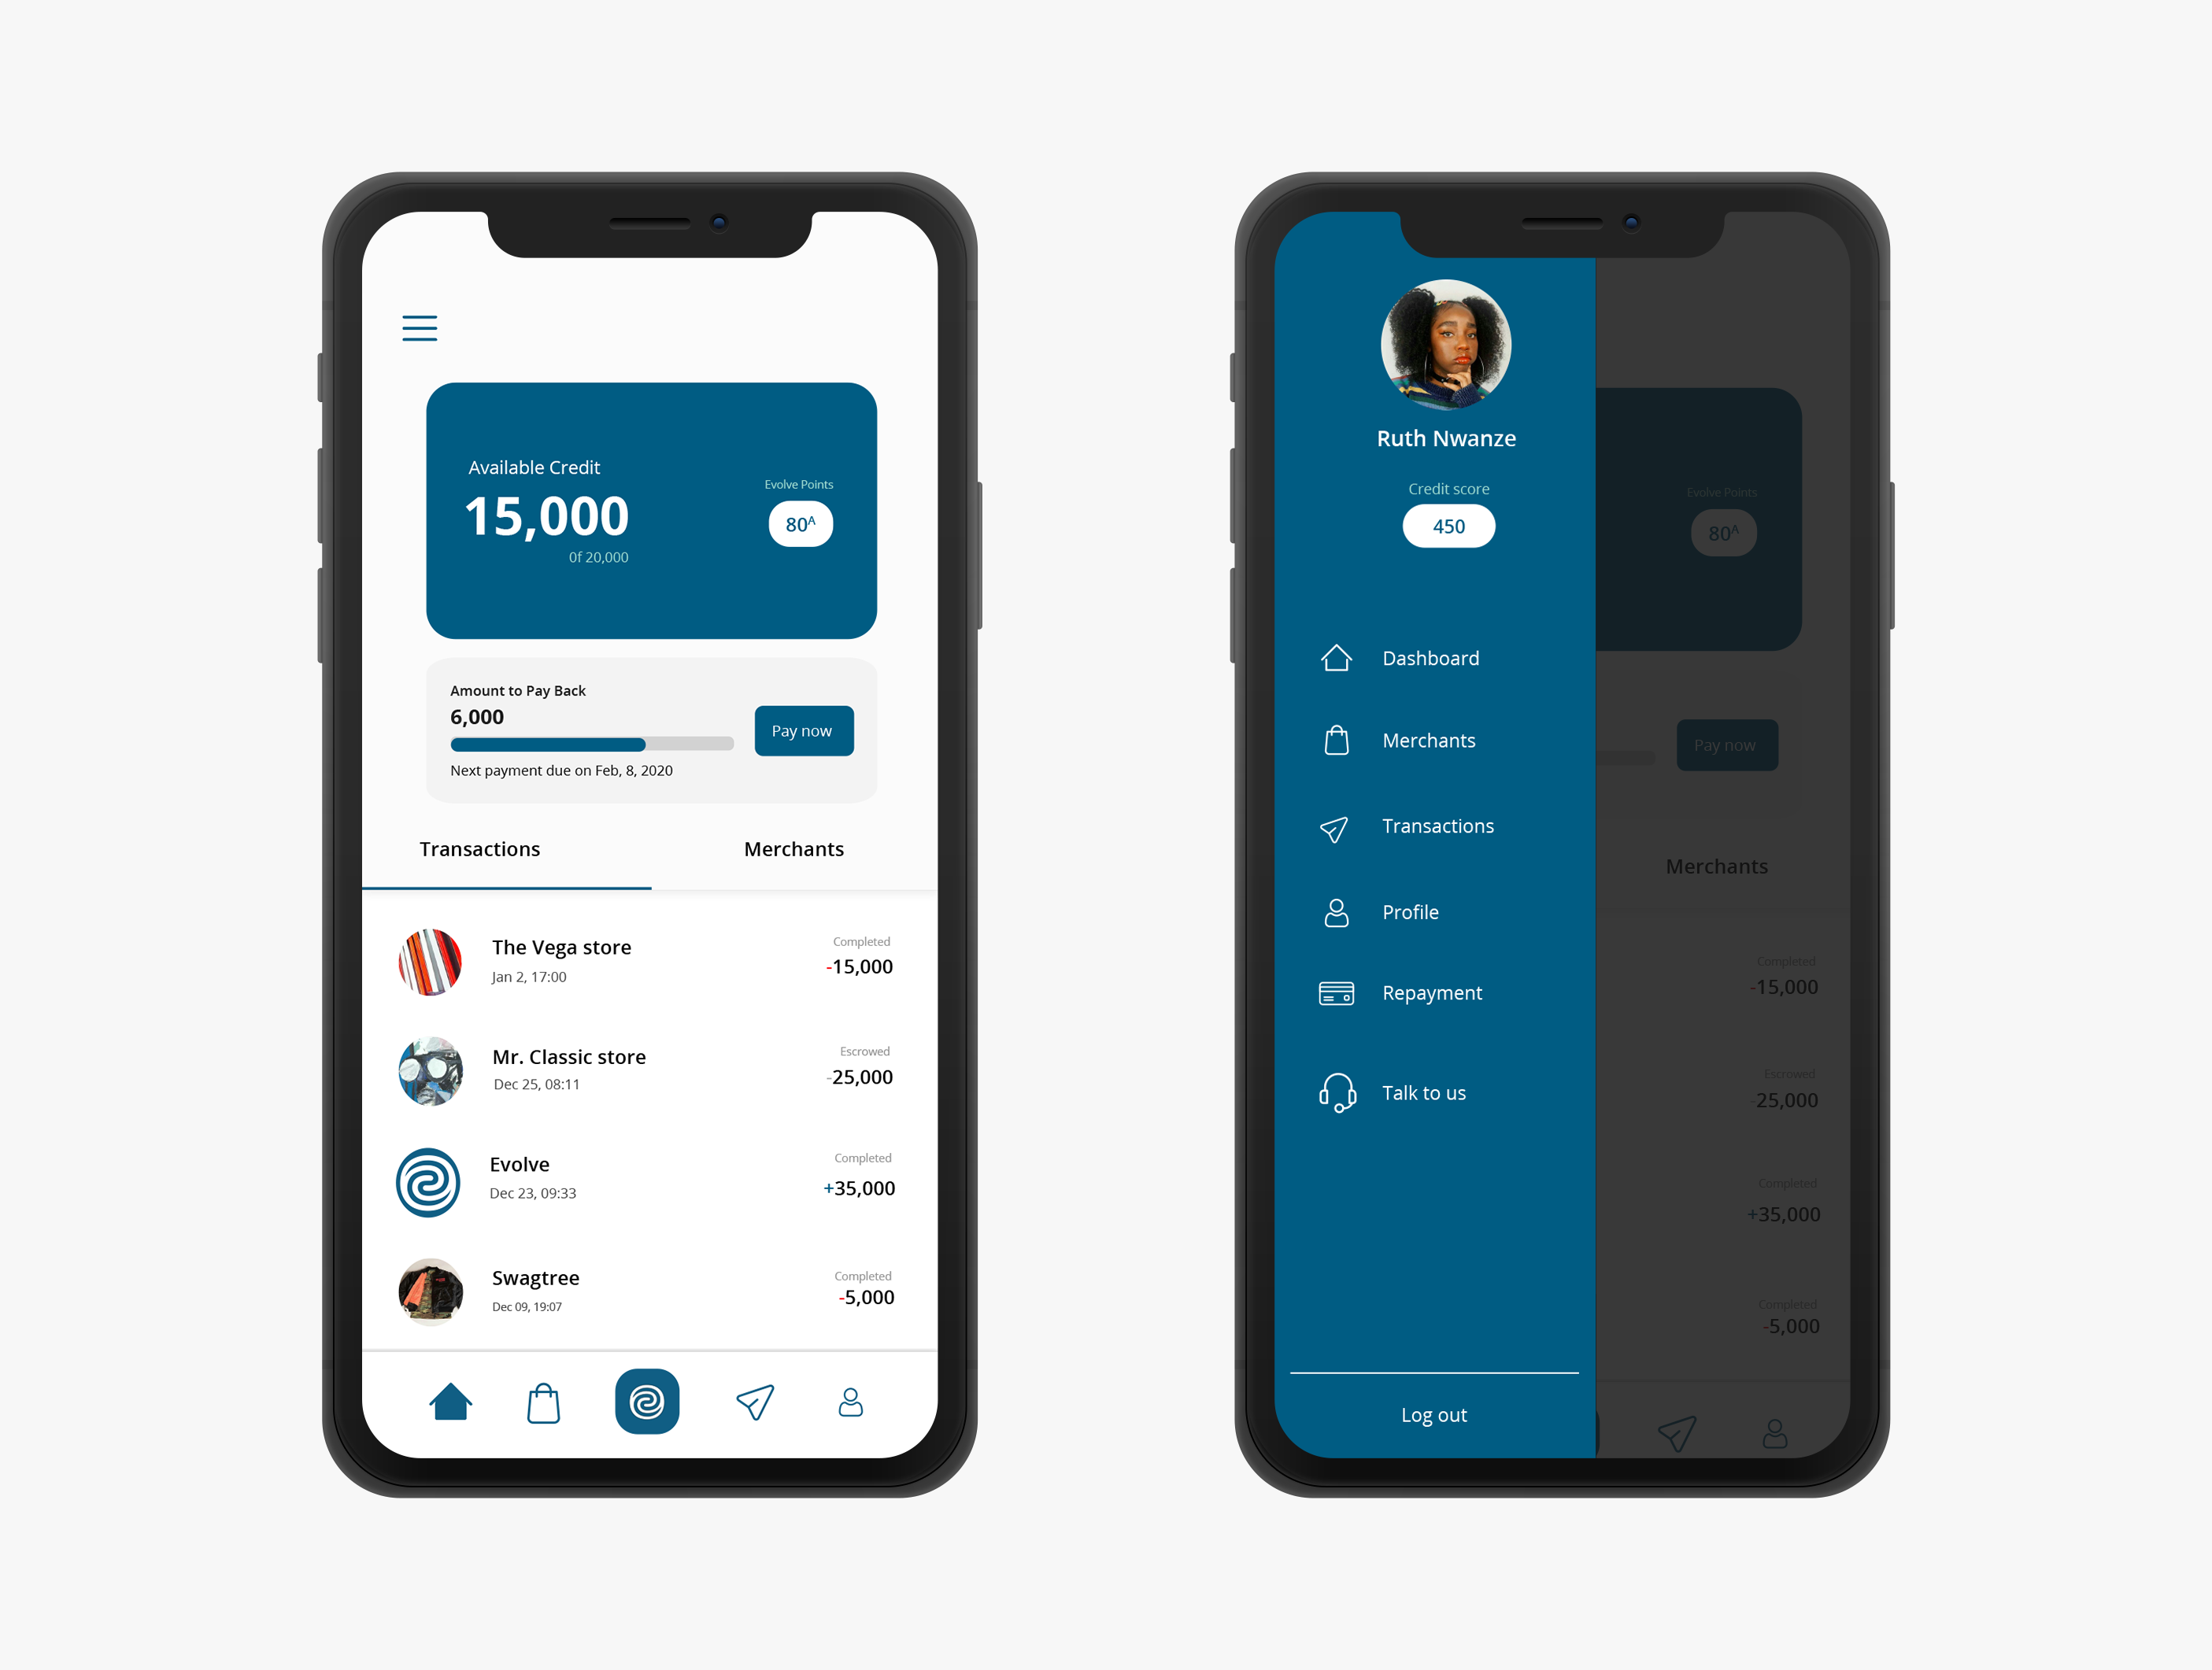 Available Credit
15,000
0f 20,000
Evolve Points
80A
Amount to Pay Back
6,000
Next payment due on Feb, 8, 2020
Pay now
Transactions
Merchants
The Vega store
Jan 2, 17:00
Completed
-15,000
Mr. Classic store
Dec 25, 08:11
Escrowed
-25,000
Evolve
Dec 23, 09:33
Completed
+35,000
Swagtree
Dec 09, 19:07
Completed
-5,000
Ruth Nwanze
Credit score
450
Dashboard
Merchants
Transactions
Profile
Repayment
Talk to us
Log out
Evolve Points
80A
Pay now
Merchants
Completed
-15,000
Escrowed
-25,000
Completed
+35,000
Completed
-5,000